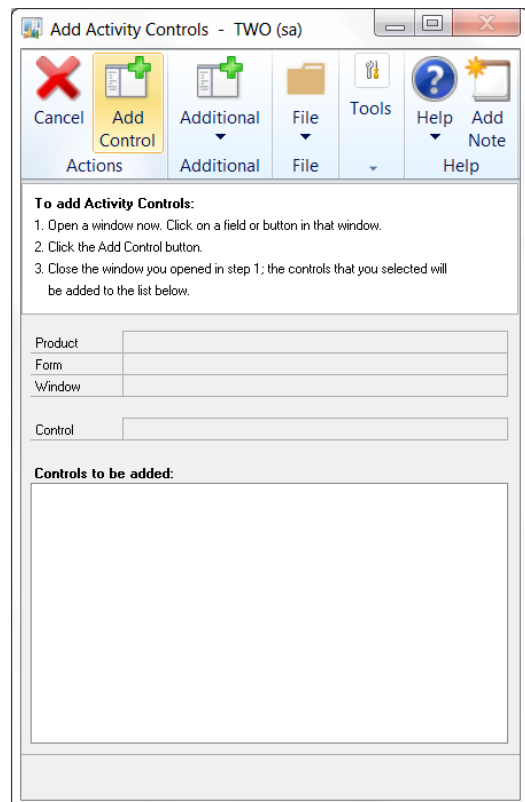 Add Activity Controls - TWO (sa)
Cancel
Add Control
Additional
File
Tools
Help
Add Note
Actions
Additional
File
Help
To add Activity Controls:
1. Open a window now. Click on a field or button in that window.
2. Click the Add Control button.
3. Close the window you opened in step 1; the controls that you selected will
be added to the list below.
Product
Form
Window
Control
Controls to be added: